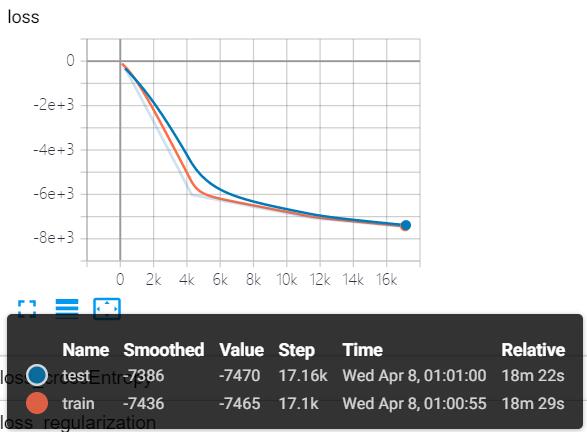 loss
0
-2e+3
-4e+3
-6e+3
-8e+3
0 2k 4k 6k 8k 10k 12k 14k 16k
Name Smoothed Value Step Time Relative
loss_crossEntropy
test -7386 -7470 17.16k Wed Apr 8, 01:01:00 18m 22s
train -7436 -7465 17.1k Wed Apr 8, 01:00:55 18m 29s
loss_regularization